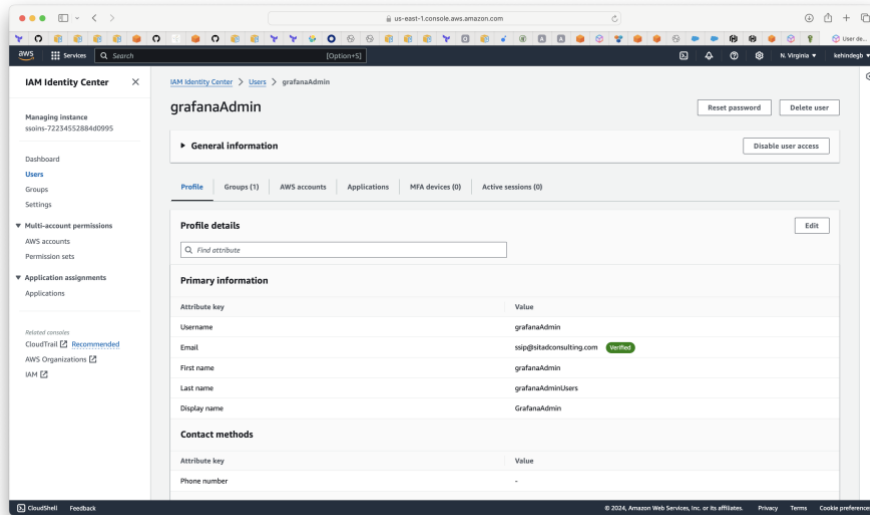 us-east-1.console.aws.amazon.com
User de...
aws Services Search [Option+S] N. Virginia kehindegb
IAM Identity Center
Managing instance
ssoins-72234552884d0995
Dashboard
Users
Groups
Settings
Multi-account permissions
AWS accounts
Permission sets
Application assignments
Applications
Related consoles
CloudTrail Recommended
AWS Organizations
IAM
IAM Identity Center > Users > grafanaAdmin
grafanaAdmin
Reset password Delete user
General information Disable user access
Profile Groups (1) AWS accounts Applications MFA devices (0) Active sessions (0)
Profile details Edit
Find attribute
Primary information
Attribute key Value
Username grafanaAdmin
Email ssip@sitadconsulting.com Verified
First name grafanaAdmin
Last name grafanaAdminUsers
Display name GrafanaAdmin
Contact methods
Attribute key Value
Phone number -
CloudShell Feedback © 2024, Amazon Web Services, Inc. or its affiliates. Privacy Terms Cookie preferences